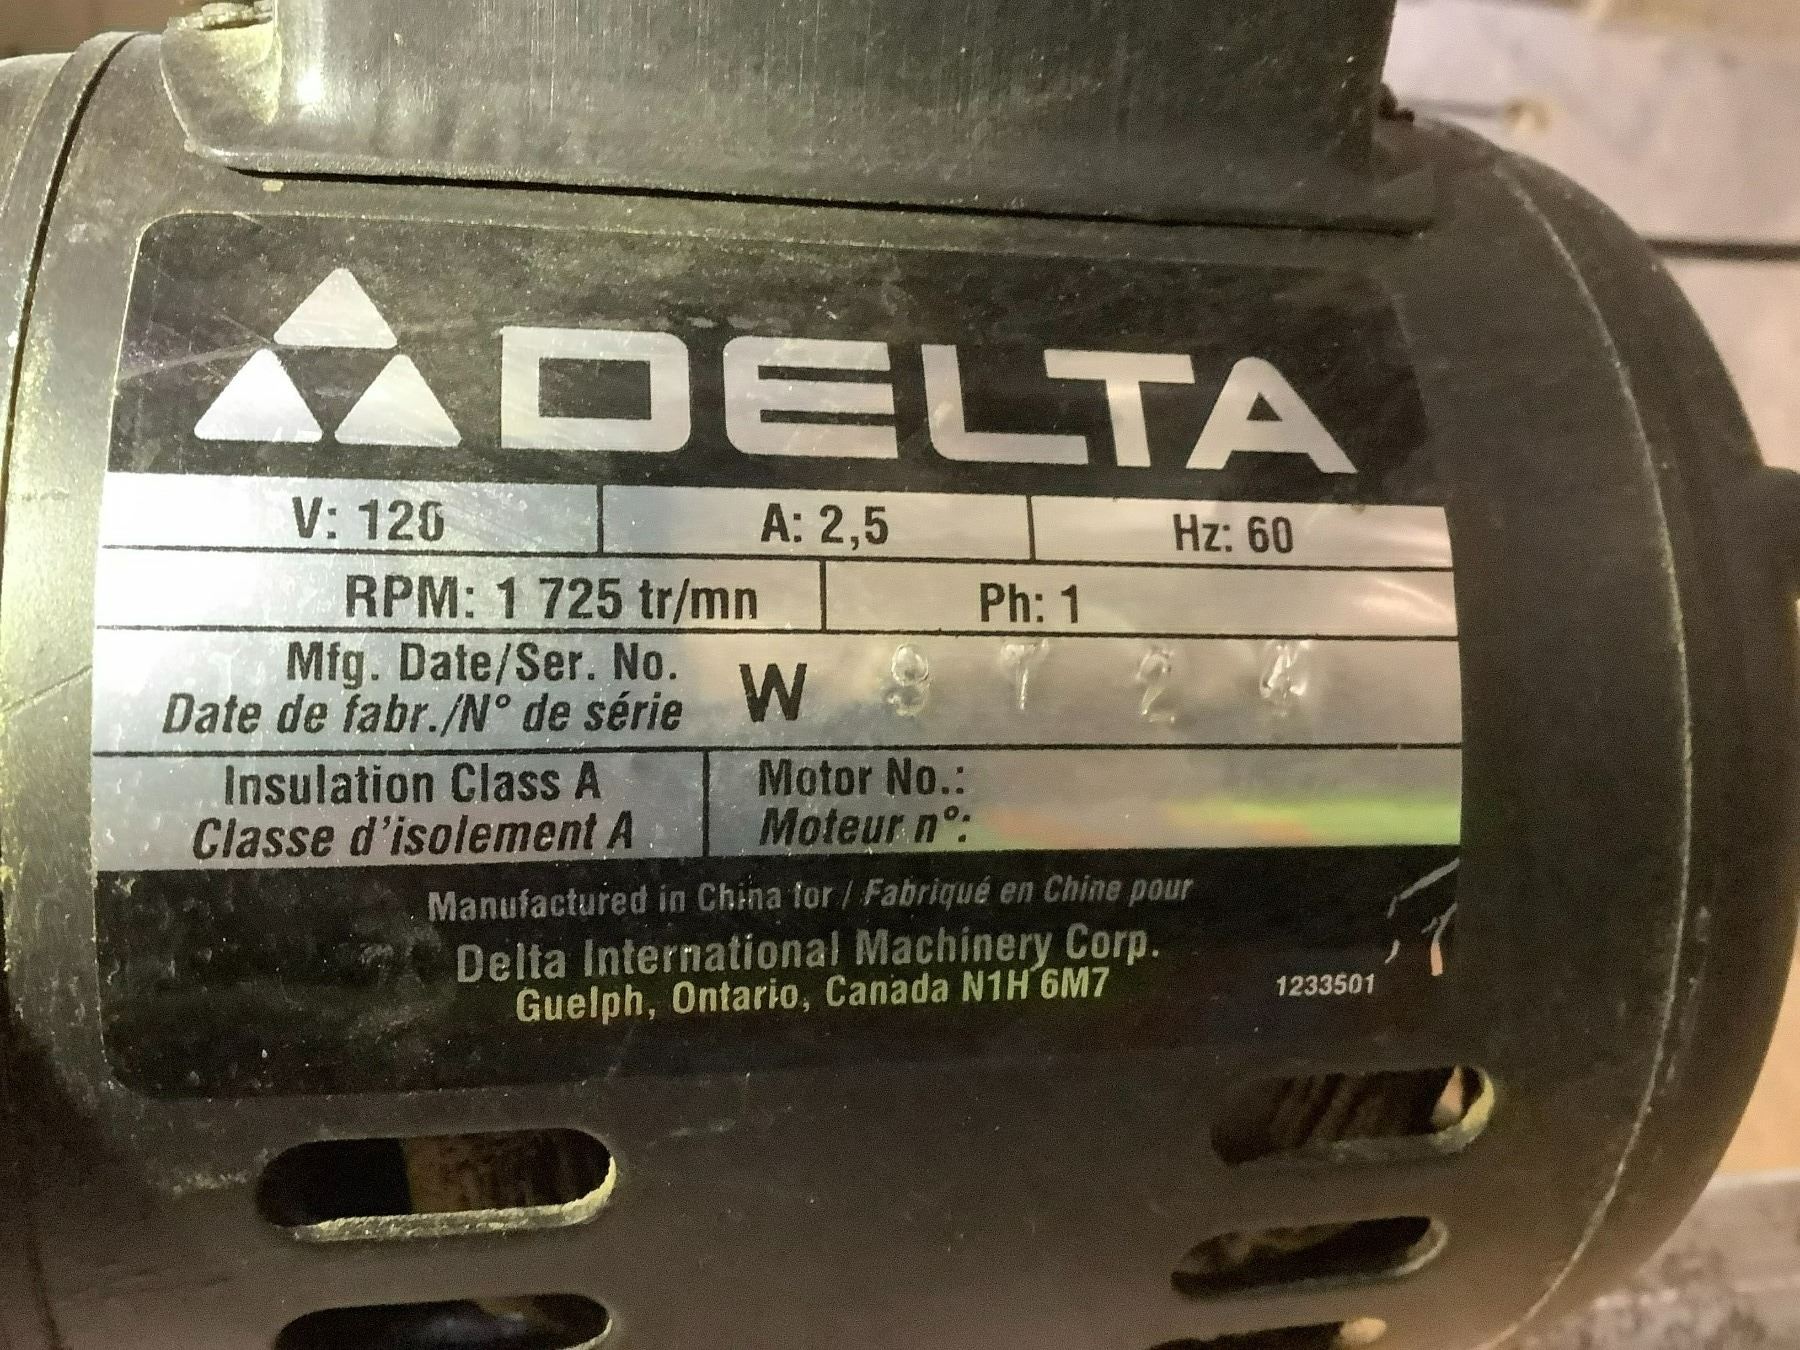 DELTA
V: 120 A: 2,5 Hz: 60
RPM: 1 725 tr/mn Ph: 1
Mfg. Date/Ser. No.
Date de fabr./N° de série W
Insulation Class A
Classe d'isolement A
Motor No.:
Moteur n°:
Manufactured in China for / Fabriqué en Chine pour
Delta International Machinery Corp.
Guelph, Ontario, Canada N1H 6M7
1233501